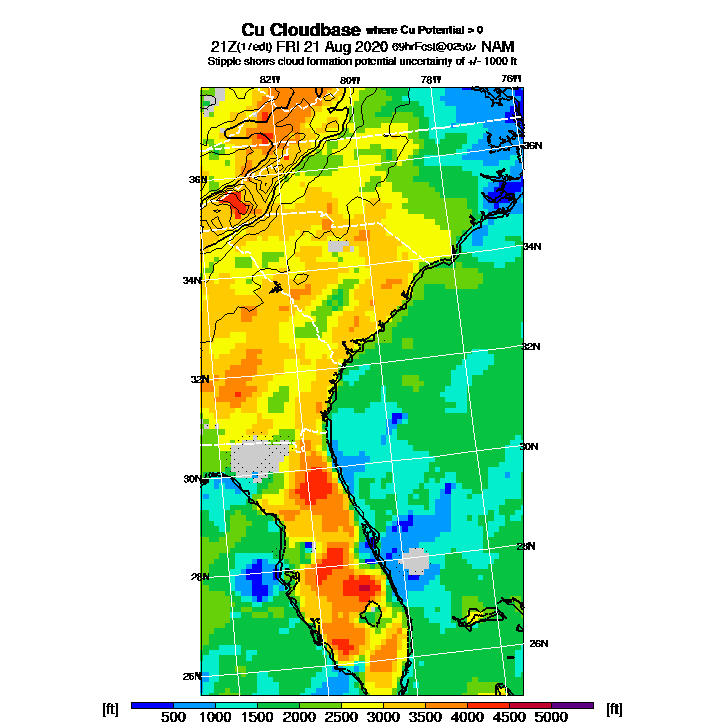 Cu Cloudbase where Cu Potential > 0
21Z(17edt) FRI 21 Aug 2020 69hrFcst@0250z NAM
Stipple shows cloud formation potential uncertainty of +/- 1000 ft
82W 80W 78W 76W
36N 36N
34N 34N
32N 32N
30N 30N
28N 28N
26N 26N
[ft] 500 1000 1500 2000 2500 3000 3500 4000 4500 5000 [ft]